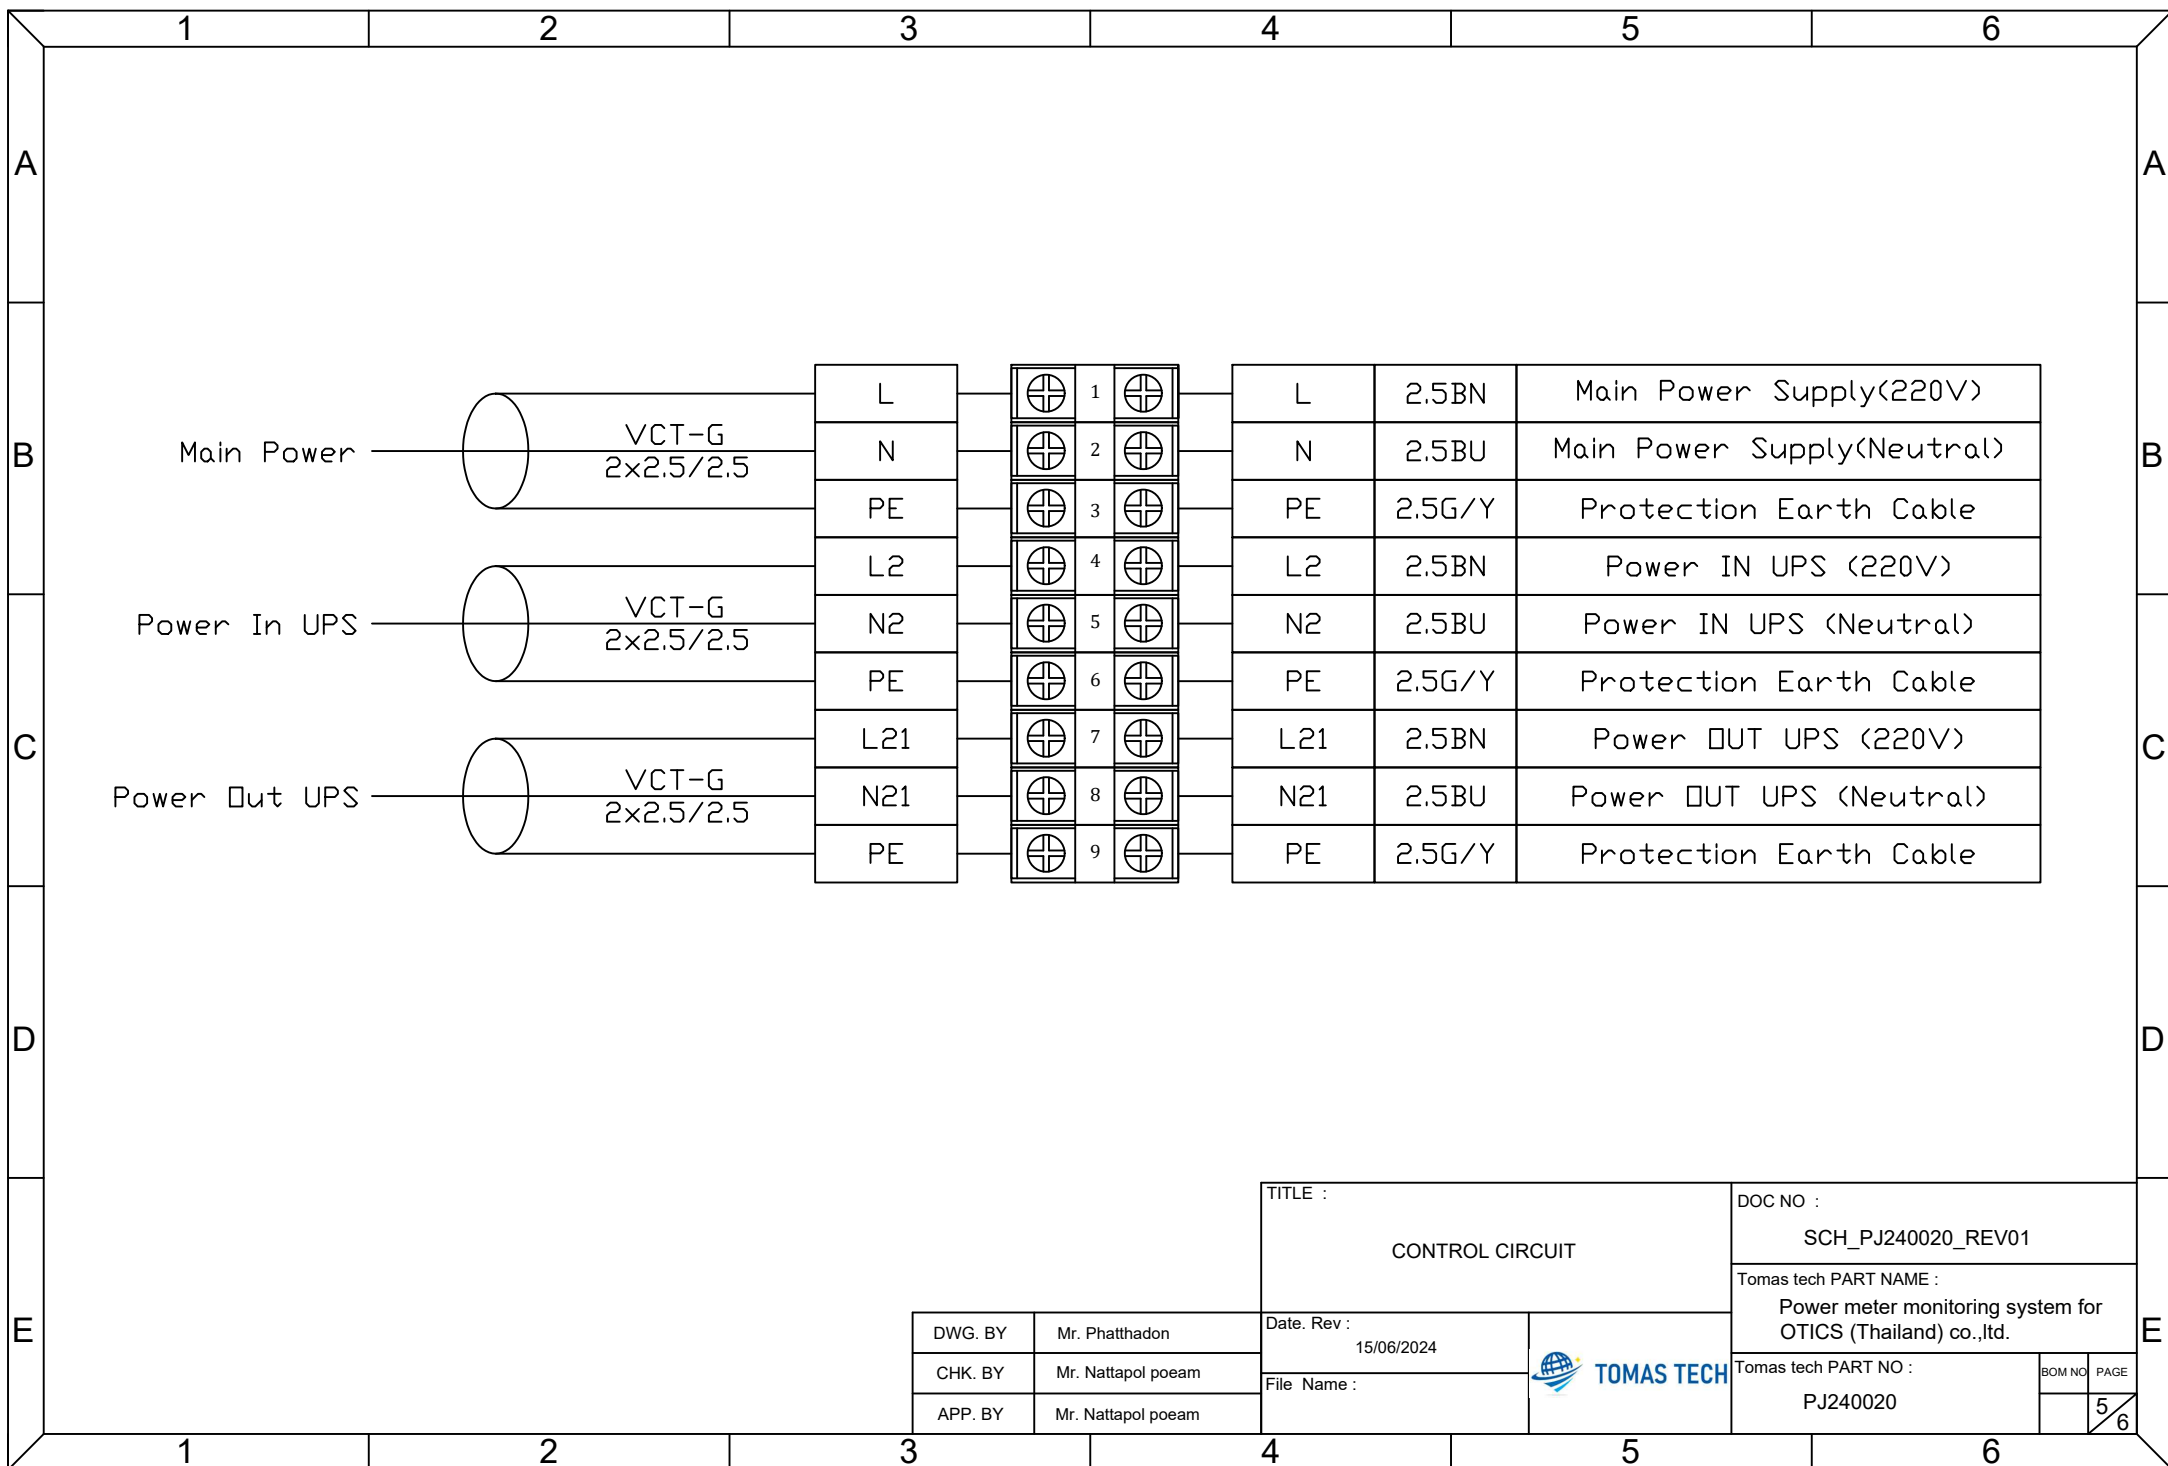 1 2 3 4 5 6
A A
L 1 L 2.5BN Main Power Supply(220V)
B Main Power VCT-G N 2 N 2.5BU Main Power Supply(Neutral) B
2x2.5/2.5
PE 3 PE 2.5G/Y Protection Earth Cable
L2 4 L2 2.5BN Power IN UPS (220V)
Power In UPS VCT-G N2 5 N2 2.5BU Power IN UPS (Neutral)
2x2.5/2.5
PE 6 PE 2.5G/Y Protection Earth Cable
C L21 7 L21 2.5BN Power OUT UPS (220V) C
Power Out UPS VCT-G N21 8 N21 2.5BU Power OUT UPS (Neutral)
2x2.5/2.5
PE 9 PE 2.5G/Y Protection Earth Cable
D D
TITLE :
CONTROL CIRCUIT
DOC NO :
SCH_PJ240020_REV01
Tomas tech PART NAME :
Power meter monitoring system for
OTICS (Thailand) co.,ltd.
E E
DWG. BY Mr. Phatthadon
CHK. BY Mr. Nattapol poeam
APP. BY Mr. Nattapol poeam
Date. Rev :
15/06/2024
File Name :
TOMAS TECH
Tomas tech PART NO :
PJ240020
BOM NO PAGE
5/6
1 2 3 4 5 6